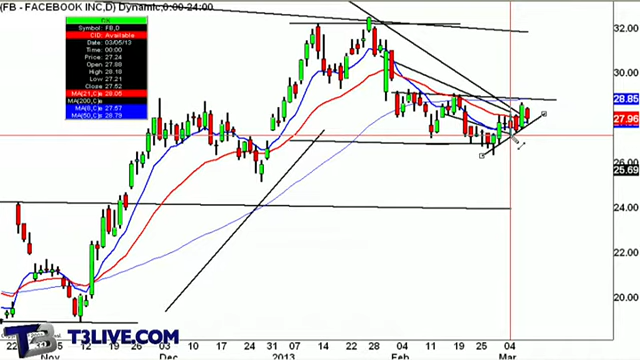 (FB - FACEBOOK INC,D) Dynamic,0:00-24:00
Symbol: FB,D
CID: Available
Date: 03/05/13
Time: 00:00
Price: 27.24
Open: 27.88
High: 28.18
Low: 27.21
Close: 27.52
MA(21,C)≥ 28.06
MA(200,C)≥
MA(8,C)≥ 27.57
MA(50,C)≥ 28.79
32.00
30.00
28.85
27.96
26.00
25.69
24.00
22.00
20.00
22
29
05
12
19
26
03
10
17
24
07
14
22
28
04
11
19
25
04
Nov
Dec
2013
Feb
Mar
T3 T3LIVE.COM